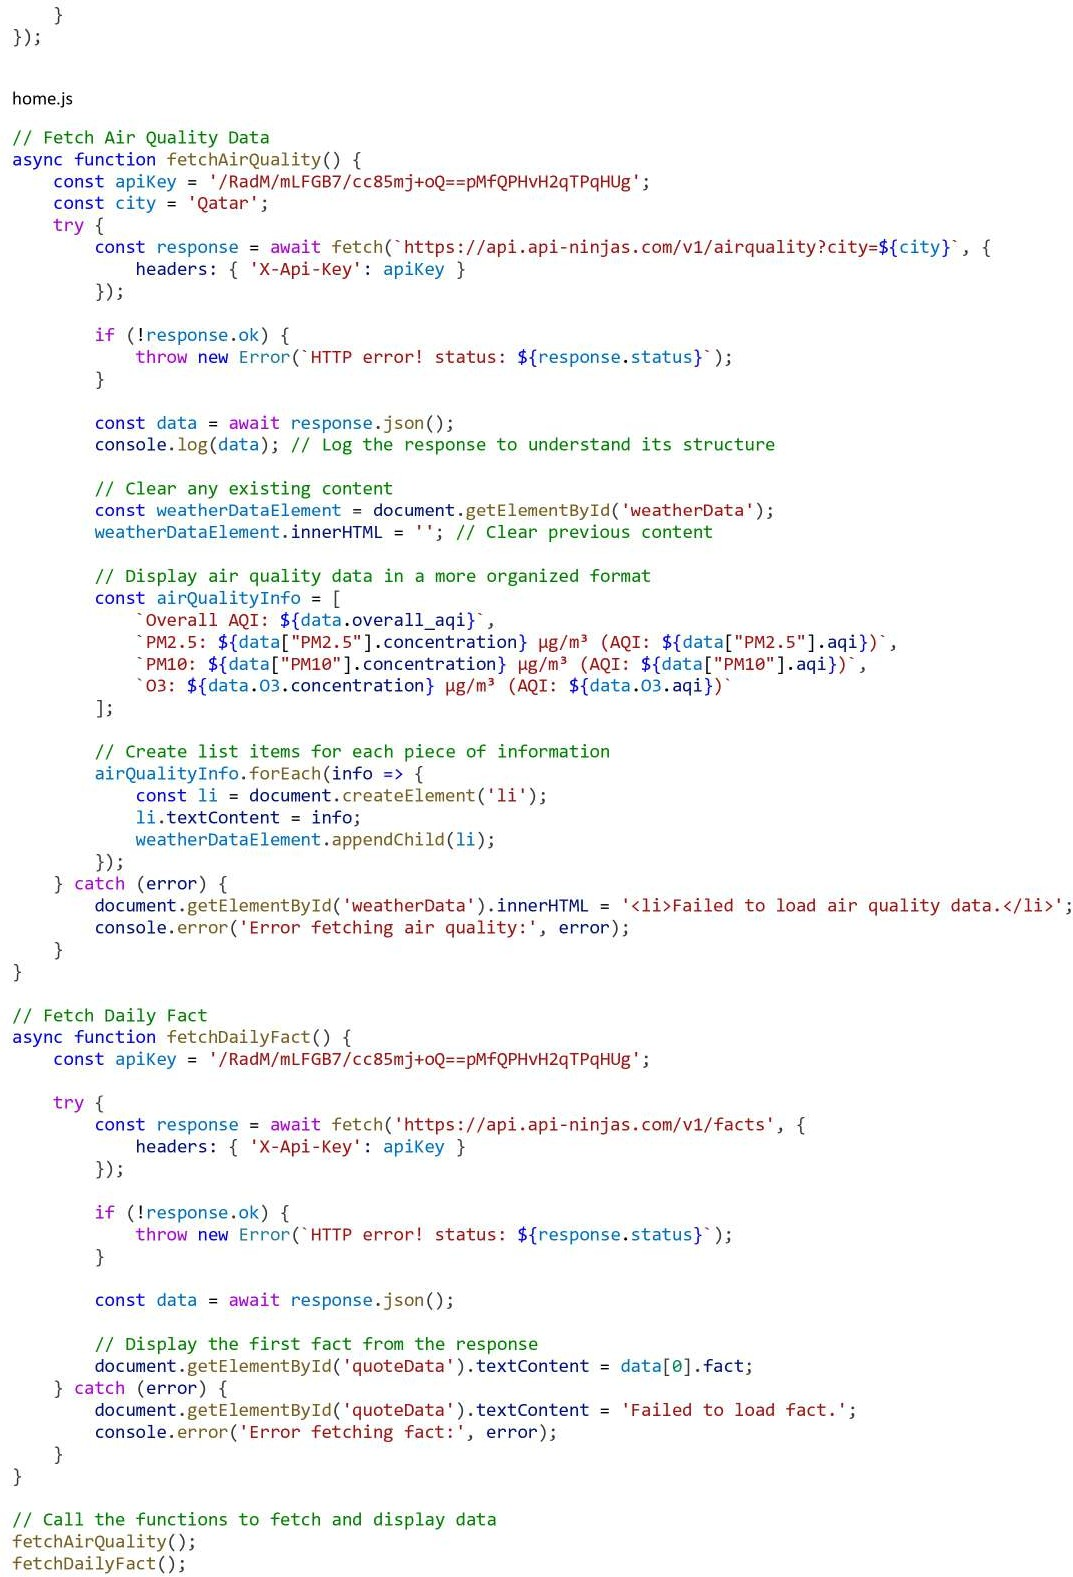 }
});
home.js
// Fetch Air Quality Data
async function fetchAirQuality() {
    const apiKey = '/RadM/mLFGB7/cc85mj+oQ==pMfQPHvH2qTPqHUg';
    const city = 'Qatar';
    try {
        const response = await fetch(`https://api.api-ninjas.com/v1/airquality?city=${city}`, {
            headers: { 'X-Api-Key': apiKey }
        });
        if (!response.ok) {
            throw new Error(`HTTP error! status: ${response.status}`);
        }
        const data = await response.json();
        console.log(data); // Log the response to understand its structure
        // Clear any existing content
        const weatherDataElement = document.getElementById('weatherData');
        weatherDataElement.innerHTML = ''; // Clear previous content
        // Display air quality data in a more organized format
        const airQualityInfo = [
            `Overall AQI: ${data.overall_aqi}`,
            `PM2.5: ${data["PM2.5"].concentration} µg/m³ (AQI: ${data["PM2.5"].aqi})`,
            `PM10: ${data["PM10"].concentration} µg/m³ (AQI: ${data["PM10"].aqi})`,
            `O3: ${data.O3.concentration} µg/m³ (AQI: ${data.O3.aqi})`
        ];
        // Create list items for each piece of information
        airQualityInfo.forEach(info => {
            const li = document.createElement('li');
            li.textContent = info;
            weatherDataElement.appendChild(li);
        });
    } catch (error) {
        document.getElementById('weatherData').innerHTML = '<li>Failed to load air quality data.</li>';
        console.error('Error fetching air quality:', error);
    }
}
// Fetch Daily Fact
async function fetchDailyFact() {
    const apiKey = '/RadM/mLFGB7/cc85mj+oQ==pMfQPHvH2qTPqHUg';
    try {
        const response = await fetch('https://api.api-ninjas.com/v1/facts', {
            headers: { 'X-Api-Key': apiKey }
        });
        if (!response.ok) {
            throw new Error(`HTTP error! status: ${response.status}`);
        }
        const data = await response.json();
        // Display the first fact from the response
        document.getElementById('quoteData').textContent = data[0].fact;
    } catch (error) {
        document.getElementById('quoteData').textContent = 'Failed to load fact.';
        console.error('Error fetching fact:', error);
    }
}
// Call the functions to fetch and display data
fetchAirQuality();
fetchDailyFact();